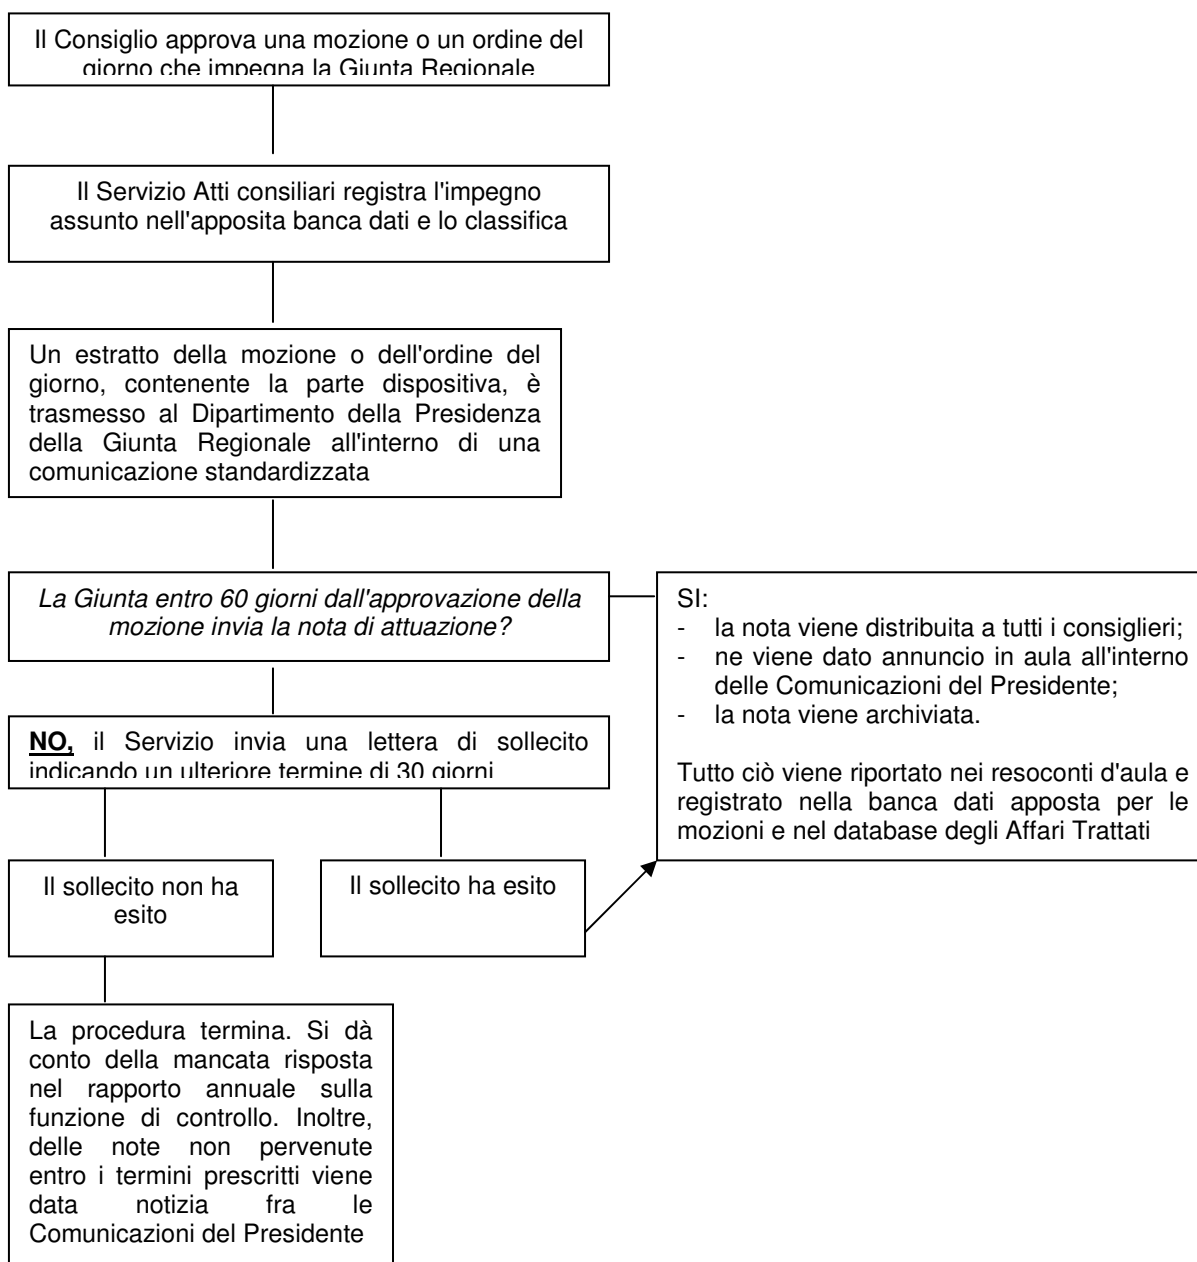 Il Consiglio approva una mozione o un ordine del
giorno che impegna la Giunta Regionale
Il Servizio Atti consiliari registra l'impegno
assunto nell'apposita banca dati e lo classifica
Un estratto della mozione o dell'ordine del
giorno, contenente la parte dispositiva, è
trasmesso al Dipartimento della Presidenza
della Giunta Regionale all'interno di una
comunicazione standardizzata
La Giunta entro 60 giorni dall'approvazione della
mozione invia la nota di attuazione?
SI:
- la nota viene distribuita a tutti i consiglieri;
- ne viene dato annuncio in aula all'interno
delle Comunicazioni del Presidente;
- la nota viene archiviata.
Tutto ciò viene riportato nei resoconti d'aula e
registrato nella banca dati apposta per le
mozioni e nel database degli Affari Trattati
NO, il Servizio invia una lettera di sollecito
indicando un ulteriore termine di 30 giorni
Il sollecito non ha
esito
Il sollecito ha esito
La procedura termina. Si dà
conto della mancata risposta
nel rapporto annuale sulla
funzione di controllo. Inoltre,
delle note non pervenute
entro i termini prescritti viene
data notizia fra le
Comunicazioni del Presidente